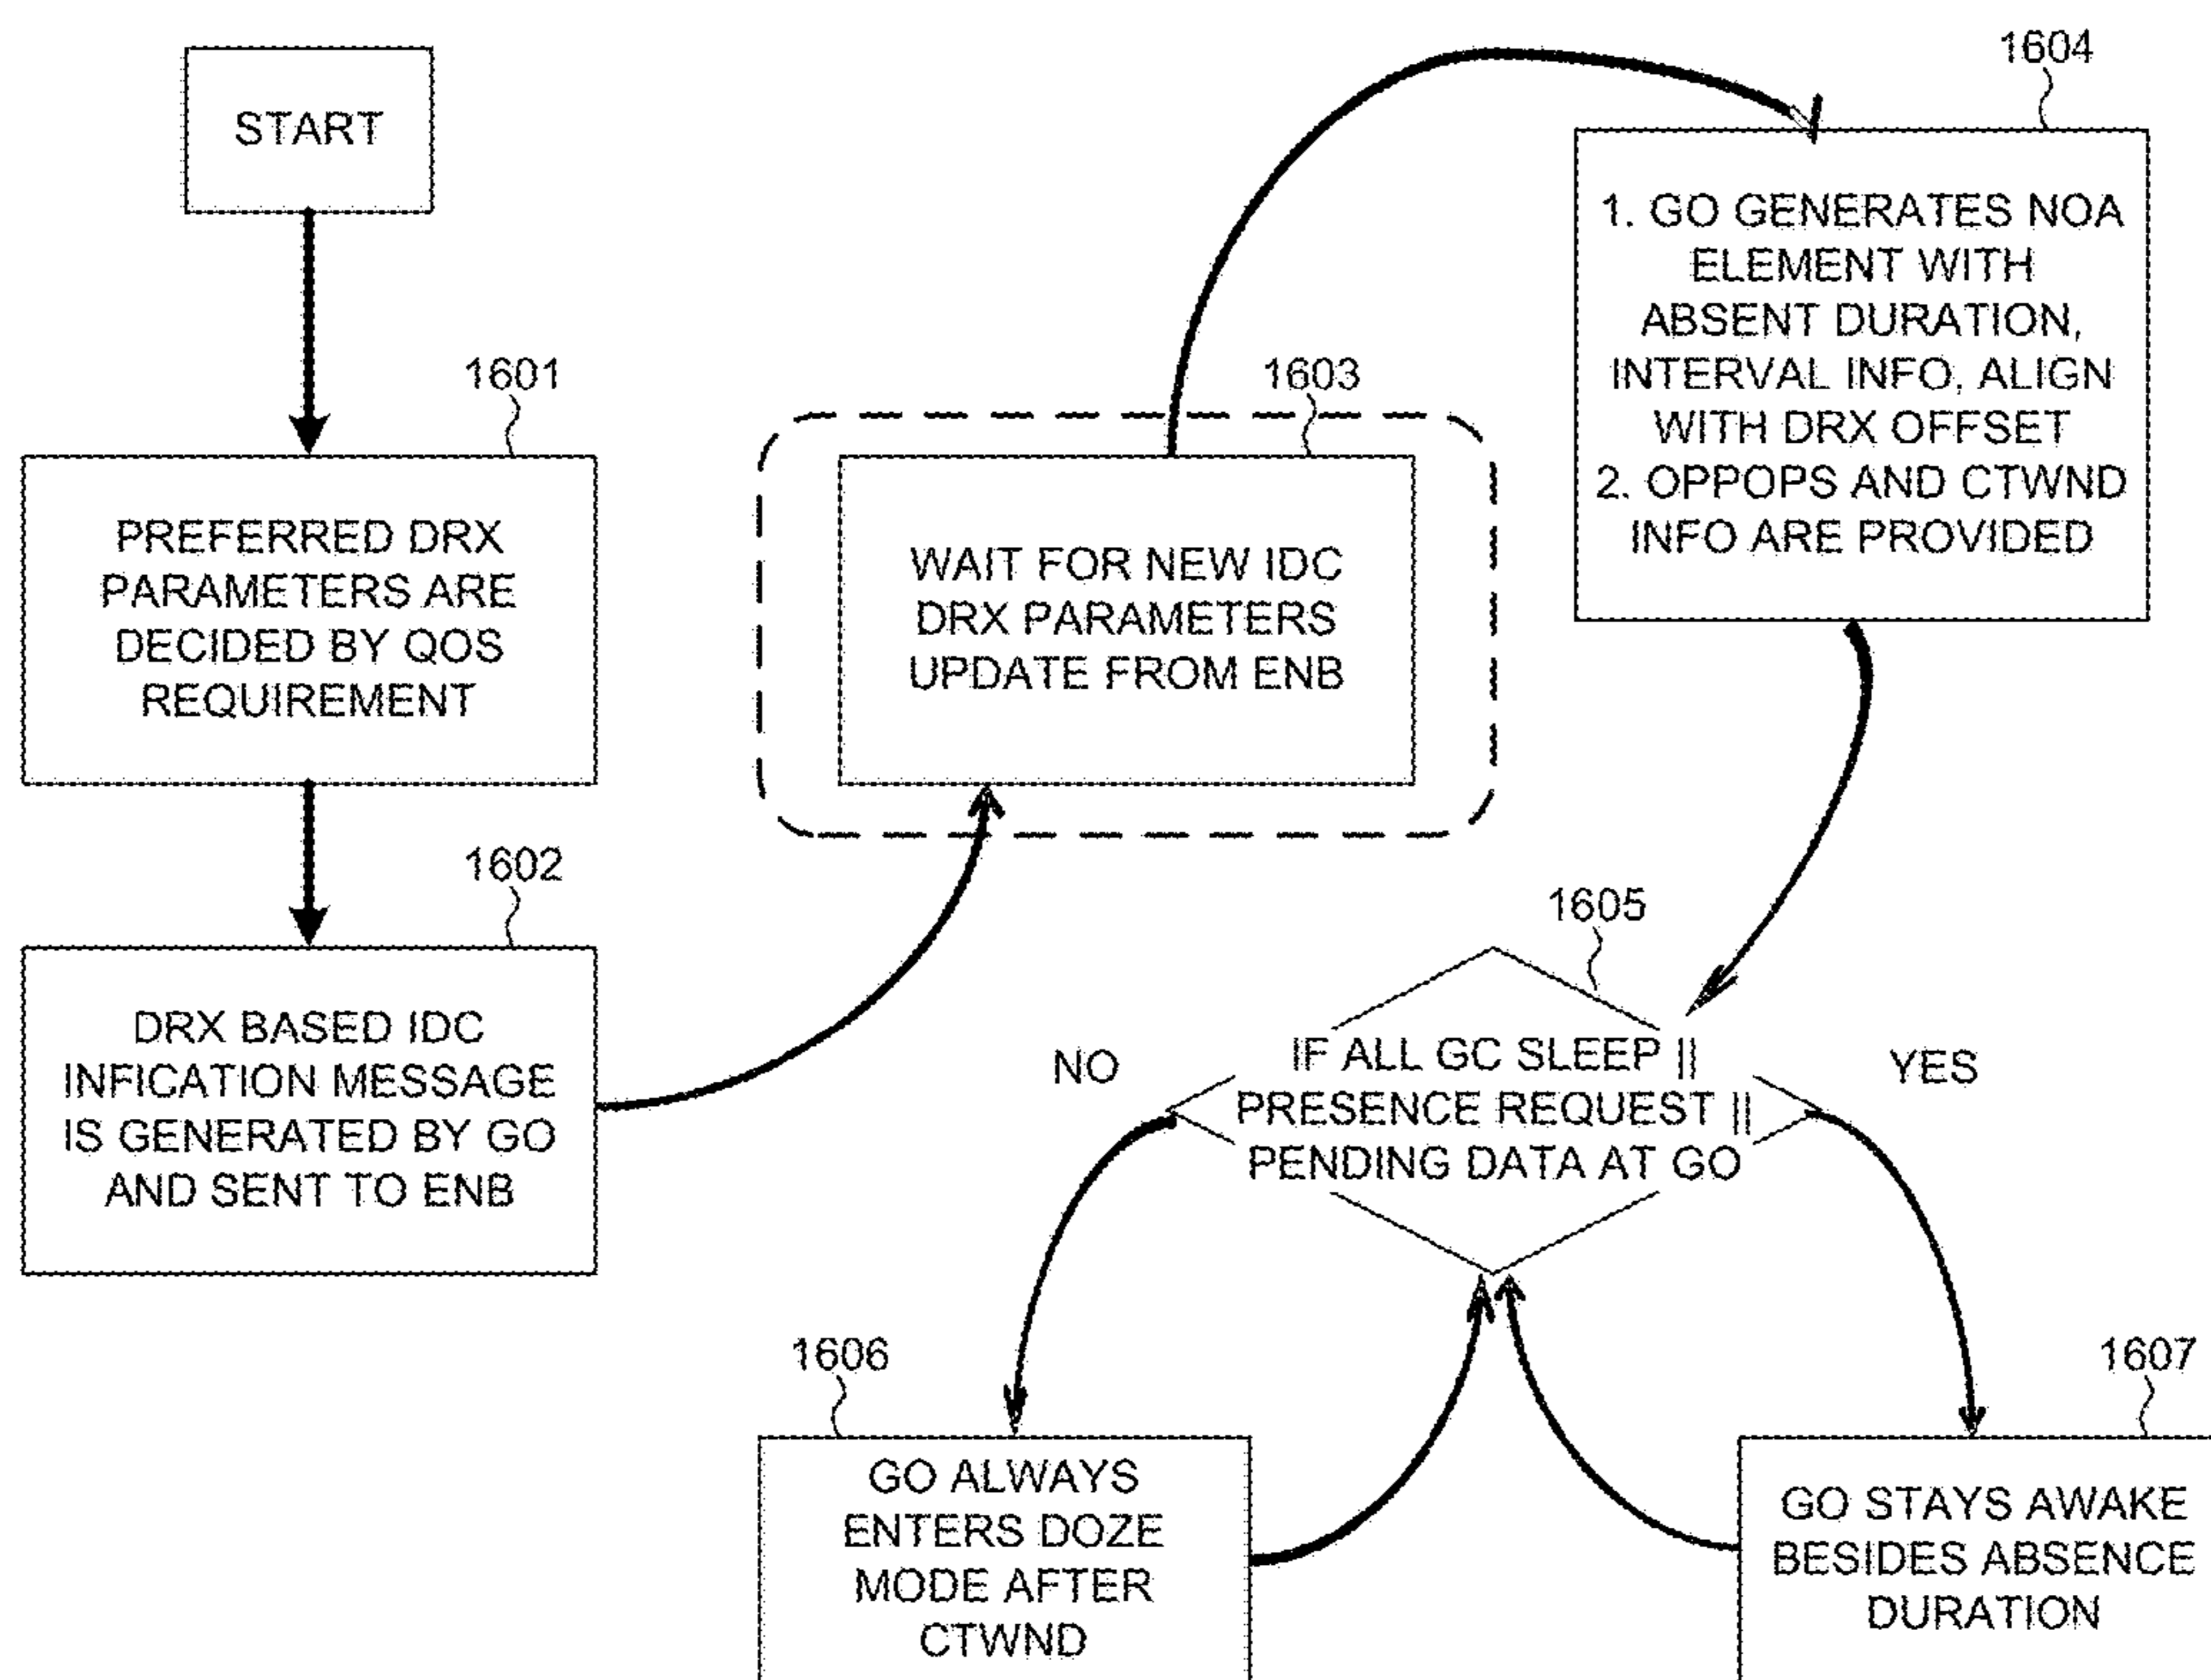 START
1601
PREFERRED DRX
PARAMETERS ARE
DECIDED BY QOS
REQUIREMENT
1602
DRX BASED IDC
INFICATION MESSAGE
IS GENERATED BY GO
AND SENT TO ENB
1603
WAIT FOR NEW IDC
DRX PARAMETERS
UPDATE FROM ENB
1604
1. GO GENERATES NOA
ELEMENT WITH
ABSENT DURATION,
INTERVAL INFO, ALIGN
WITH DRX OFFSET
2. OPPOPS AND CTWND
INFO ARE PROVIDED
1605
IF ALL GC SLEEP ||
PRESENCE REQUEST ||
PENDING DATA AT GO
NO
YES
1606
GO ALWAYS
ENTERS DOZE
MODE AFTER
CTWND
1607
GO STAYS AWAKE
BESIDES ABSENCE
DURATION